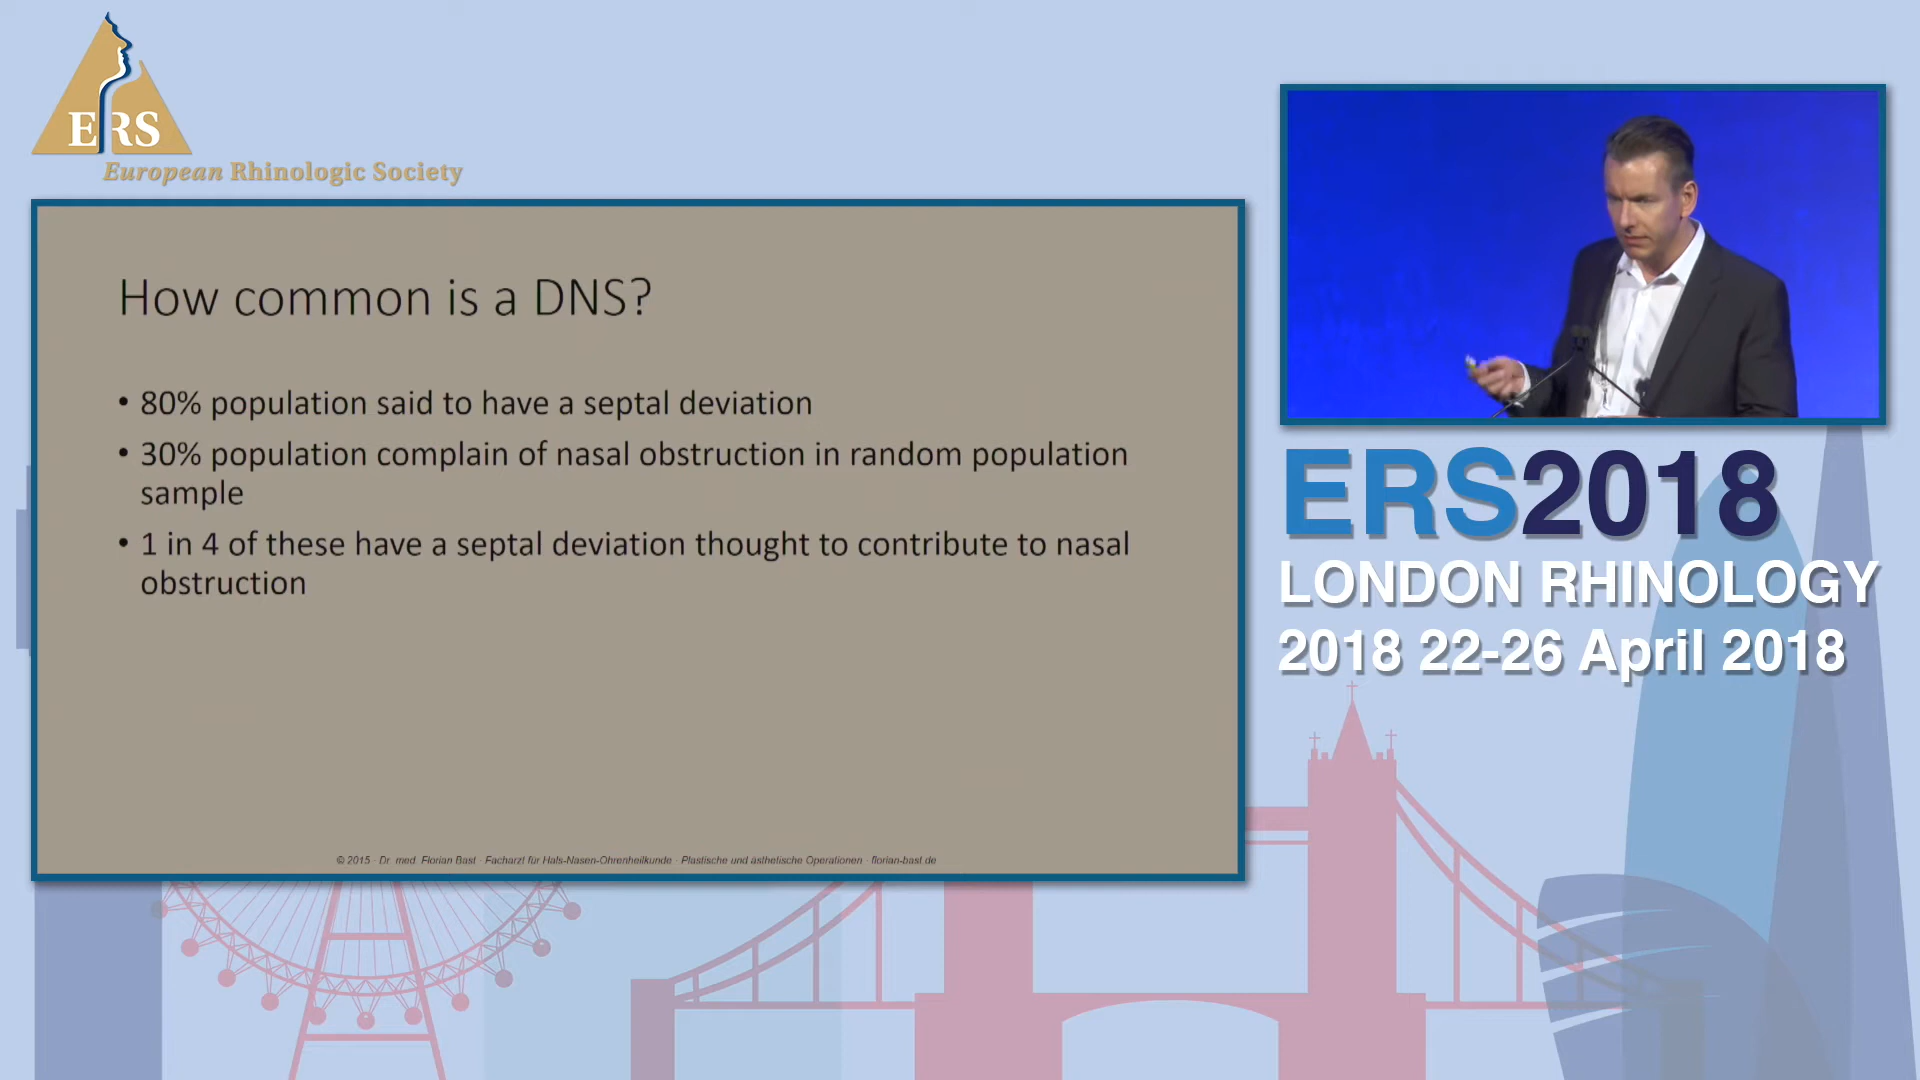 ERS
European Rhinologic Society
How common is a DNS?
• 80% population said to have a septal deviation
• 30% population complain of nasal obstruction in random population
sample
• 1 in 4 of these have a septal deviation thought to contribute to nasal
obstruction
© 2015 · Dr. med. Florian Bast · Facharzt für Hals-Nasen-Ohrenheilkunde · Plastische und ästhetische Operationen · florian-bast.de
ERS2018
LONDON RHINOLOGY
2018 22-26 April 2018